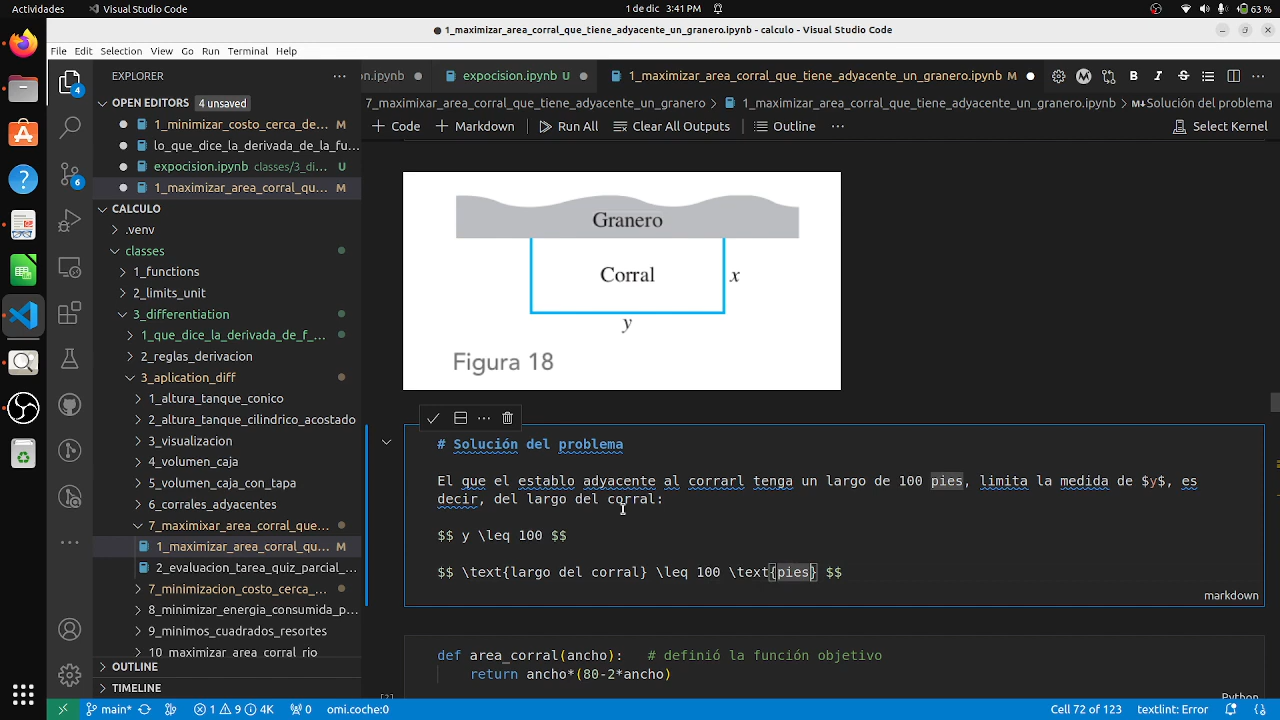 Actividades Visual Studio Code 1 de dic 3:41 PM 63 %
1_maximizar_area_corral_que_tiene_adyacente_un_granero.ipynb - calculo - Visual Studio Code
File Edit Selection View Go Run Terminal Help
EXPLORER
on.ipynb
expocision.ipynb U
1_maximizar_area_corral_que_tiene_adyacente_un_granero.ipynb M
OPEN EDITORS 4 unsaved
7_maximixar_area_corral_que_tiene_adyacente_un_granero > 1_maximizar_area_corral_que_tiene_adyacente_un_granero.ipynb > Solución del problema
1_minimizar_costo_cerca_de... M
+ Code + Markdown Run All Clear All Outputs Outline ... Select Kernel
lo_que_dice_la_derivada_de_la_fu...
expocision.ipynb classes/3_di... U
1_maximizar_area_corral_qu... M
CALCULO
.venv
classes
1_functions
2_limits_unit
3_differentiation
1_que_dice_la_derivada_de_f_...
2_reglas_derivacion
3_aplication_diff
1_altura_tanque_conico
2_altura_tanque_cilindrico_acostado
3_visualizacion
4_volumen_caja
5_volumen_caja_con_tapa
6_corrales_adyacentes
7_maximixar_area_corral_que...
1_maximizar_area_corral_qu... M
2_evaluacion_tarea_quiz_parcial_...
7_minimizacion_costo_cerca_...
8_minimizar_energia_consumida_p...
9_minimos_cuadrados_resortes
10_maximizar_area_corral_rio
OUTLINE
TIMELINE
4
6
Granero
Corral
x
y
Figura 18
# Solución del problema
El que el establo adyacente al corrarl tenga un largo de 100 pies, limita la medida de $y$, es
decir, del largo del corral:
$$ y \leq 100 $$
$$ \text{largo del corral} \leq 100 \text{pies} $$
markdown
def area_corral(ancho): # definió la función objetivo
return ancho*(80-2*ancho)
[2]
Python
main* 1 9 4K 0 omi.coche:0 Cell 72 of 123 textlint: Error